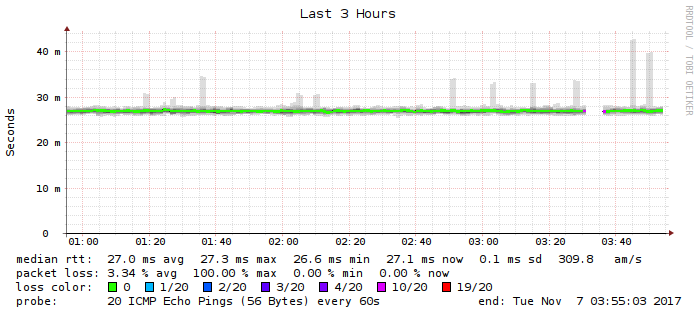 Last 3 Hours
RRDTOOL / TOBI OETIKER
Seconds
40 m
30 m
20 m
10 m
0
01:00 01:20 01:40 02:00 02:20 02:40 03:00 03:20 03:40
median rtt: 27.0 ms avg 27.3 ms max 26.6 ms min 27.1 ms now 0.1 ms sd 309.8 am/s
packet loss: 3.34 % avg 100.00 % max 0.00 % min 0.00 % now
loss color: 0 1/20 2/20 3/20 4/20 10/20 19/20
probe: 20 ICMP Echo Pings (56 Bytes) every 60s end: Tue Nov 7 03:55:03 2017